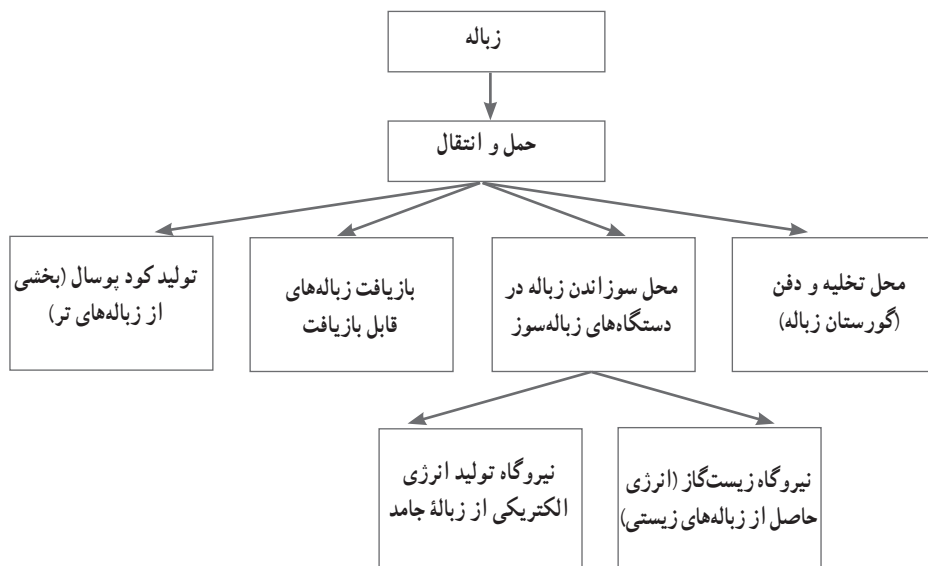 زباله
حمل و انتقال
محل تخلیه و دفن
(گورستان زباله)
محل سوزاندن زباله در
دستگاه‌های زباله‌سوز
بازیافت زباله‌های
قابل بازیافت
تولید کود پوسال (بخشی
از زباله‌های تر)
نیروگاه زیست‌گاز (انرژی
حاصل از زباله‌های زیستی)
نیروگاه تولید انرژی
الکتریکی از زبالهٔ جامد